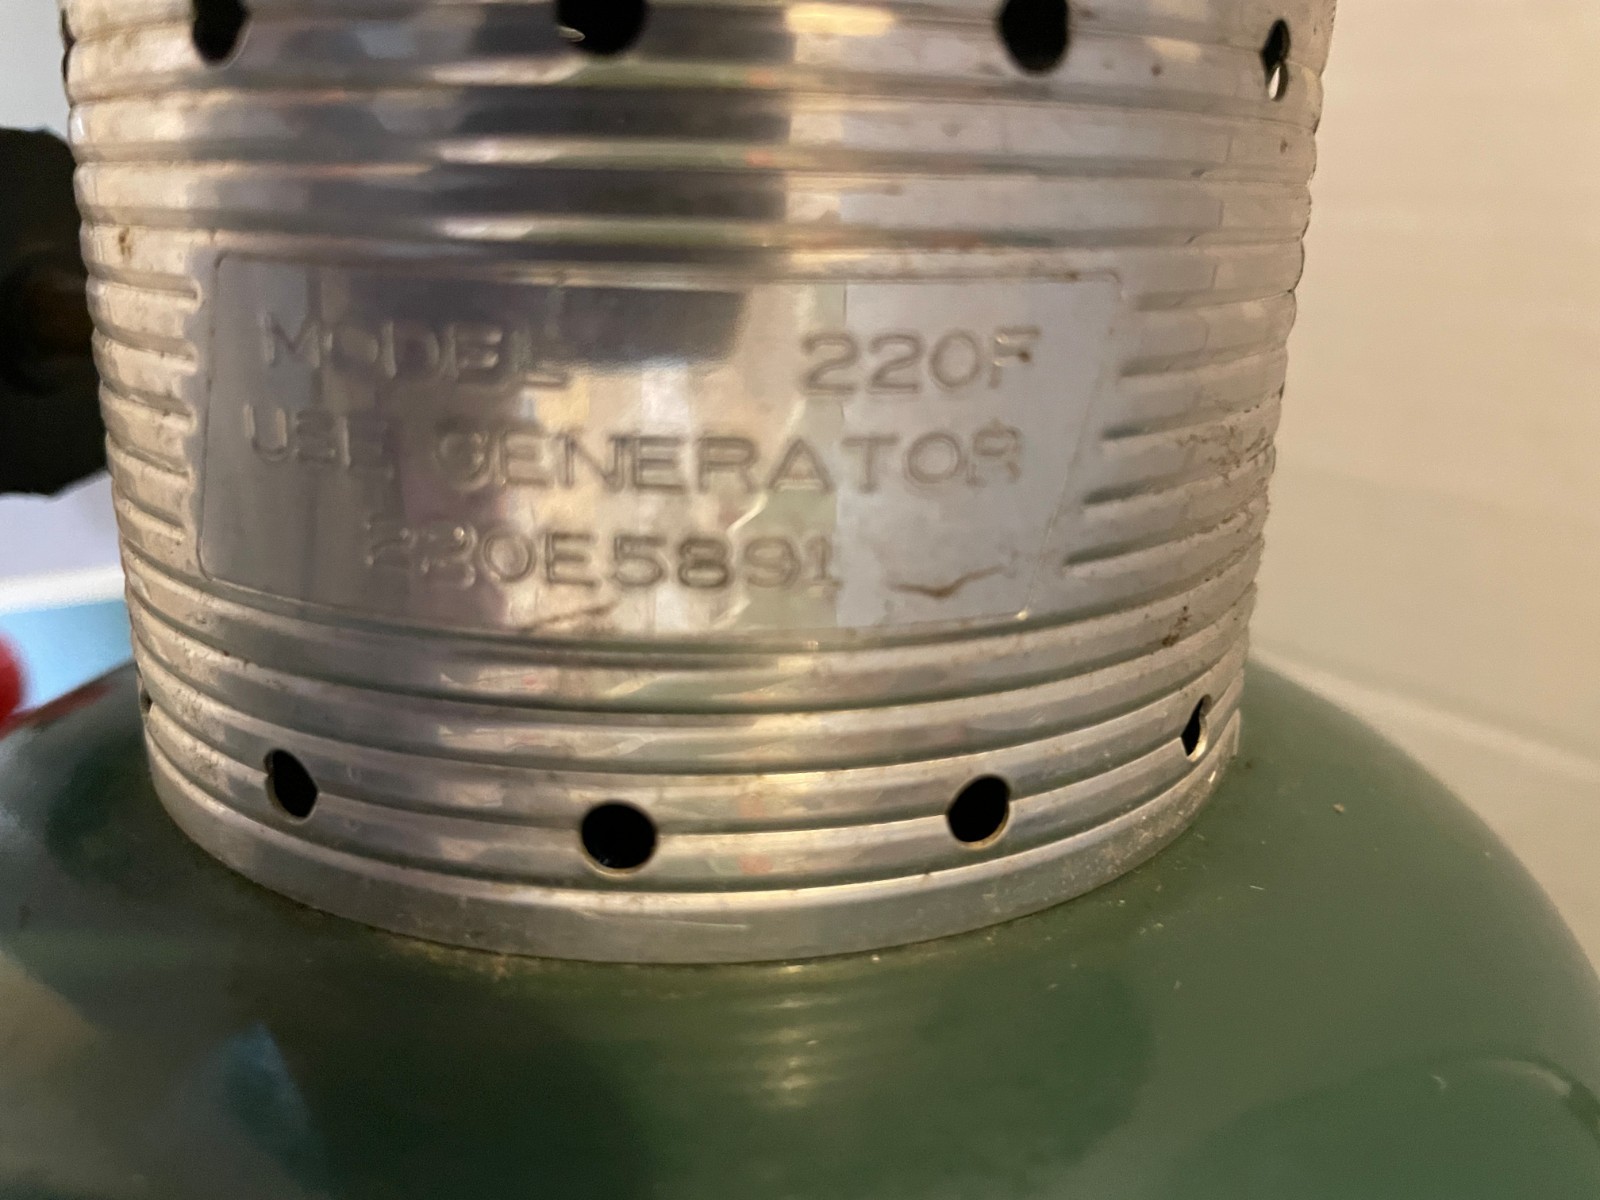 MODEL 220F
USE GENERATOR
220E5891